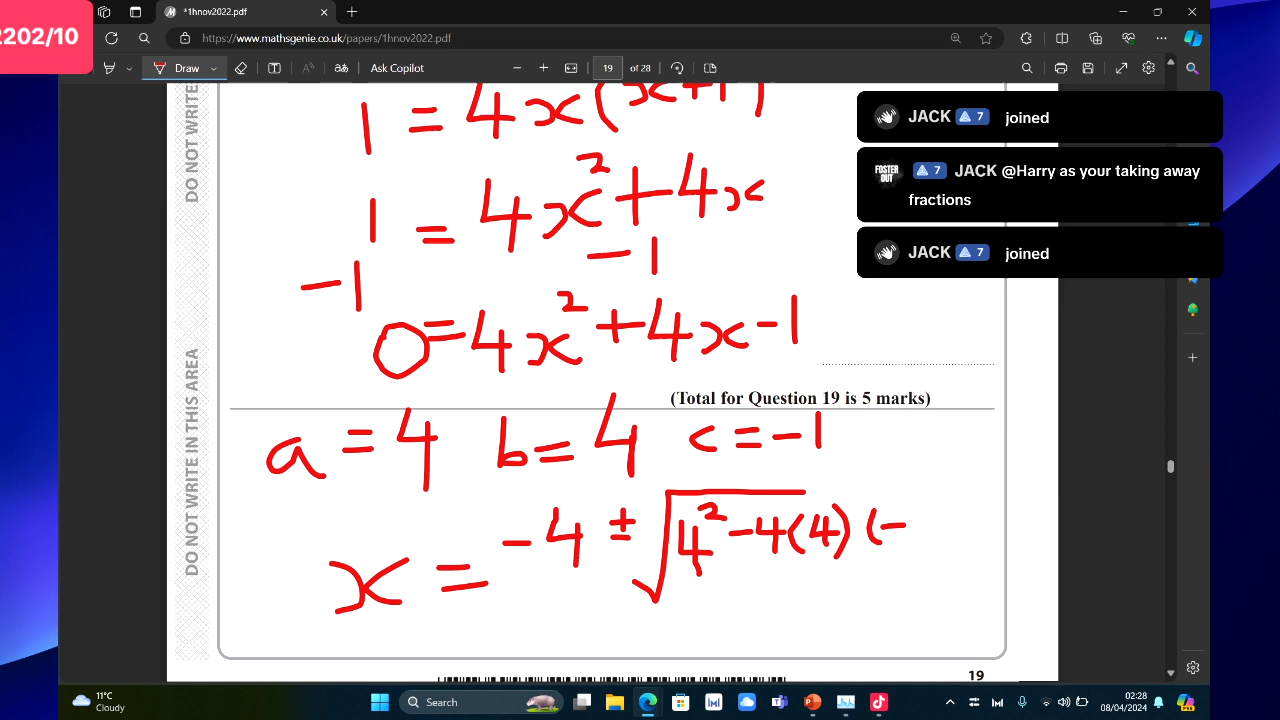 2202/10
*1hnov2022.pdf
https://www.mathsgenie.co.uk/papers/1hnov2022.pdf
Draw
Ask Copilot
19 of 28
DO NOT WRITE
1 = 4x(x+1)
JACK 7 joined
FOSTER OUT
JACK 7 @Harry as your taking away fractions
JACK 7 joined
1 = 4x² + 4x
-1 -1
0 = 4x² + 4x - 1
(Total for Question 19 is 5 marks)
DO NOT WRITE IN THIS AREA
a = 4 b = 4 c = -1
x = -4 ± √4² - 4(4)(-
19
11°C
Cloudy
Search
02:28
08/04/2024